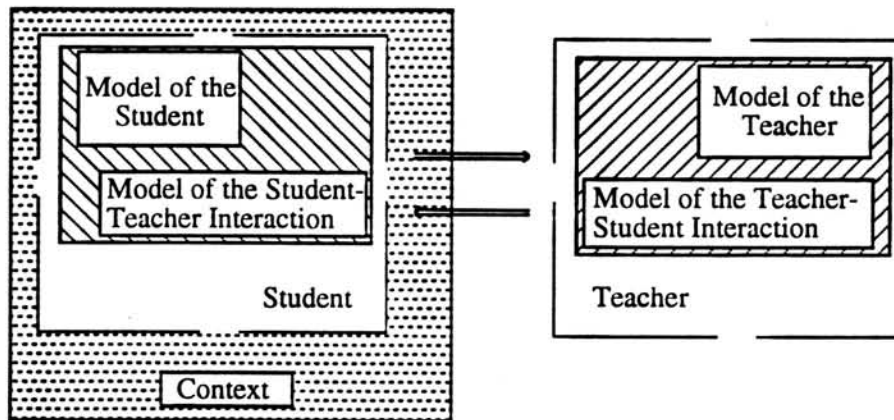 Model of the
Student
Model of the Student-
Teacher Interaction
Student
Context
Model of the
Teacher
Model of the Teacher-
Student Interaction
Teacher